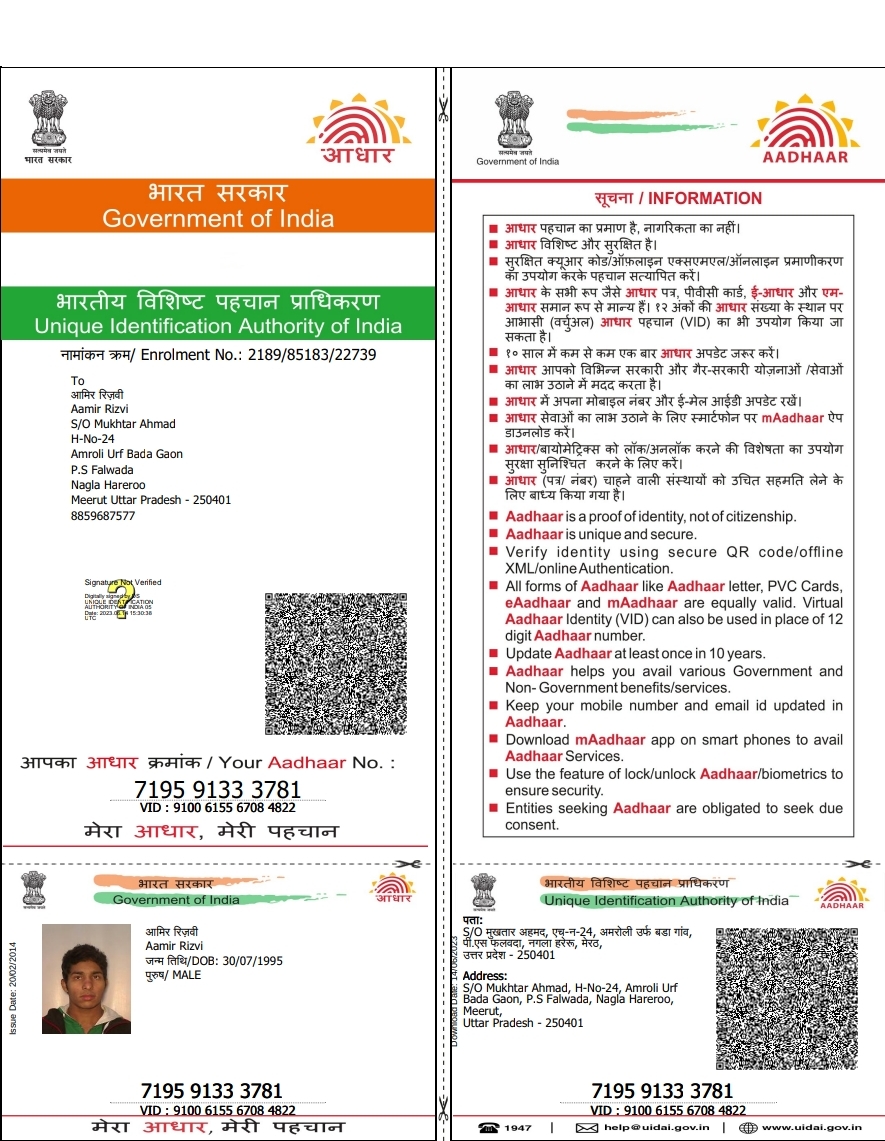 सत्यमेव जयते
भारत सरकार
आधार
भारत सरकार
Government of India
भारतीय विशिष्ट पहचान प्राधिकरण
Unique Identification Authority of India
नामांकन क्रम/ Enrolment No.: 2189/85183/22739
To
आमिर रिज़वी
Aamir Rizvi
S/O Mukhtar Ahmad
H-No-24
Amroli Urf Bada Gaon
P.S Falwada
Nagla Hareroo
Meerut Uttar Pradesh - 250401
8859687577
Signature Not Verified
Digitally signed by DS
UNIQUE IDENTIFICATION
AUTHORITY OF INDIA 05
UTC
आपका आधार क्रमांक / Your Aadhaar No. :
7195 9133 3781
VID : 9100 6155 6708 4822
मेरा आधार, मेरी पहचान
सत्यमेव जयते
Government of India
AADHAAR
सूचना / INFORMATION
आधार पहचान का प्रमाण है, नागरिकता का नहीं।
आधार विशिष्ट और सुरक्षित है।
सुरक्षित क्यूआर कोड/ऑफ़लाइन एक्सएमएल/ऑनलाइन प्रमाणीकरण
का उपयोग करके पहचान सत्यापित करें।
आधार के सभी रूप जैसे आधार पत्र, पीवीसी कार्ड, ई-आधार और एम-
आधार समान रूप से मान्य हैं। १२ अंकों की आधार संख्या के स्थान पर
आभासी (वर्चुअल) आधार पहचान (VID) का भी उपयोग किया जा
सकता है।
१० साल में कम से कम एक बार आधार अपडेट जरूर करें।
आधार आपको विभिन्न सरकारी और गैर-सरकारी योजनाओं /सेवाओं
का लाभ उठाने में मदद करता है।
आधार में अपना मोबाइल नंबर और ई-मेल आईडी अपडेट रखें।
आधार सेवाओं का लाभ उठाने के लिए स्मार्टफोन पर mAadhaar ऐप
डाउनलोड करें।
आधार/बायोमेट्रिक्स को लॉक/अनलॉक करने की विशेषता का उपयोग
सुरक्षा सुनिश्चित करने के लिए करें।
आधार (पत्र/ नंबर) चाहने वाली संस्थायों को उचित सहमति लेने के
लिए बाध्य किया गया है।
Aadhaar is a proof of identity, not of citizenship.
Aadhaar is unique and secure.
Verify identity using secure QR code/offline
XML/online Authentication.
All forms of Aadhaar like Aadhaar letter, PVC Cards,
eAadhaar and mAadhaar are equally valid. Virtual
Aadhaar Identity (VID) can also be used in place of 12
digit Aadhaar number.
Update Aadhaar at least once in 10 years.
Aadhaar helps you avail various Government and
Non- Government benefits/services.
Keep your mobile number and email id updated in
Aadhaar.
Download mAadhaar app on smart phones to avail
Aadhaar Services.
Use the feature of lock/unlock Aadhaar/biometrics to
ensure security.
Entities seeking Aadhaar are obligated to seek due
consent.
भारत सरकार
Government of India
आधार
Issue Date: 20/02/2014
आमिर रिज़वी
Aamir Rizvi
जन्म तिथि/DOB: 30/07/1995
पुरुष/ MALE
7195 9133 3781
VID : 9100 6155 6708 4822
मेरा आधार, मेरी पहचान
भारतीय विशिष्ट पहचान प्राधिकरण
Unique Identification Authority of India
AADHAAR
Download Date: 14/06/2023
पता:
S/O मुखतार अहमद, एच-न-24, अमरोली उर्फ बडा गांव,
पी.एस फलवदा, नगला हरेरू, मेरठ,
उत्तर प्रदेश - 250401
Address:
S/O Mukhtar Ahmad, H-No-24, Amroli Urf
Bada Gaon, P.S Falwada, Nagla Hareroo,
Meerut,
Uttar Pradesh - 250401
7195 9133 3781
VID : 9100 6155 6708 4822
1947 | help@uidai.gov.in | www.uidai.gov.in